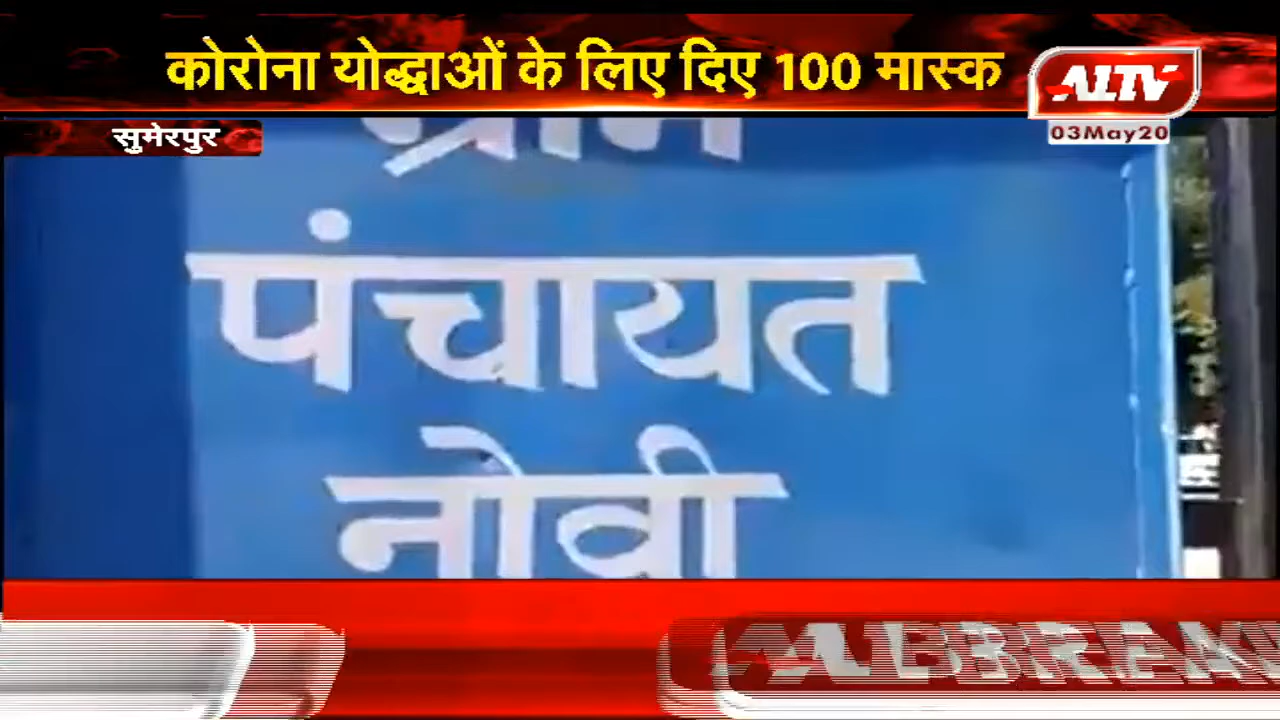 कोरोना योद्धाओं के लिए दिए 100 मास्क
ALTV
03May20
सुमेरपुर
ग्राम
पंचायत
नोवी